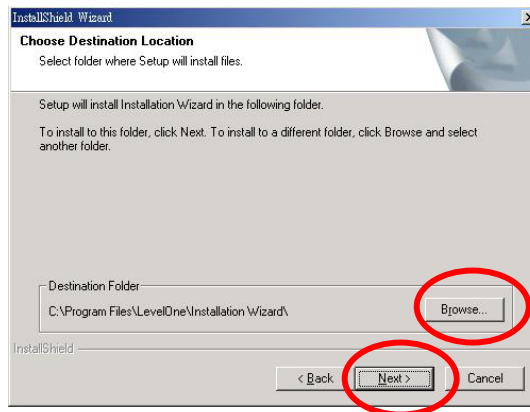 InstallShield Wizard
Choose Destination Location
Select folder where Setup will install files.
Setup will install Installation Wizard in the following folder.
To install to this folder, click Next. To install to a different folder, click Browse and select
another folder.
Destination Folder
C:\Program Files\LevelOne\Installation Wizard\
Browse...
InstallShield
< Back
Next >
Cancel